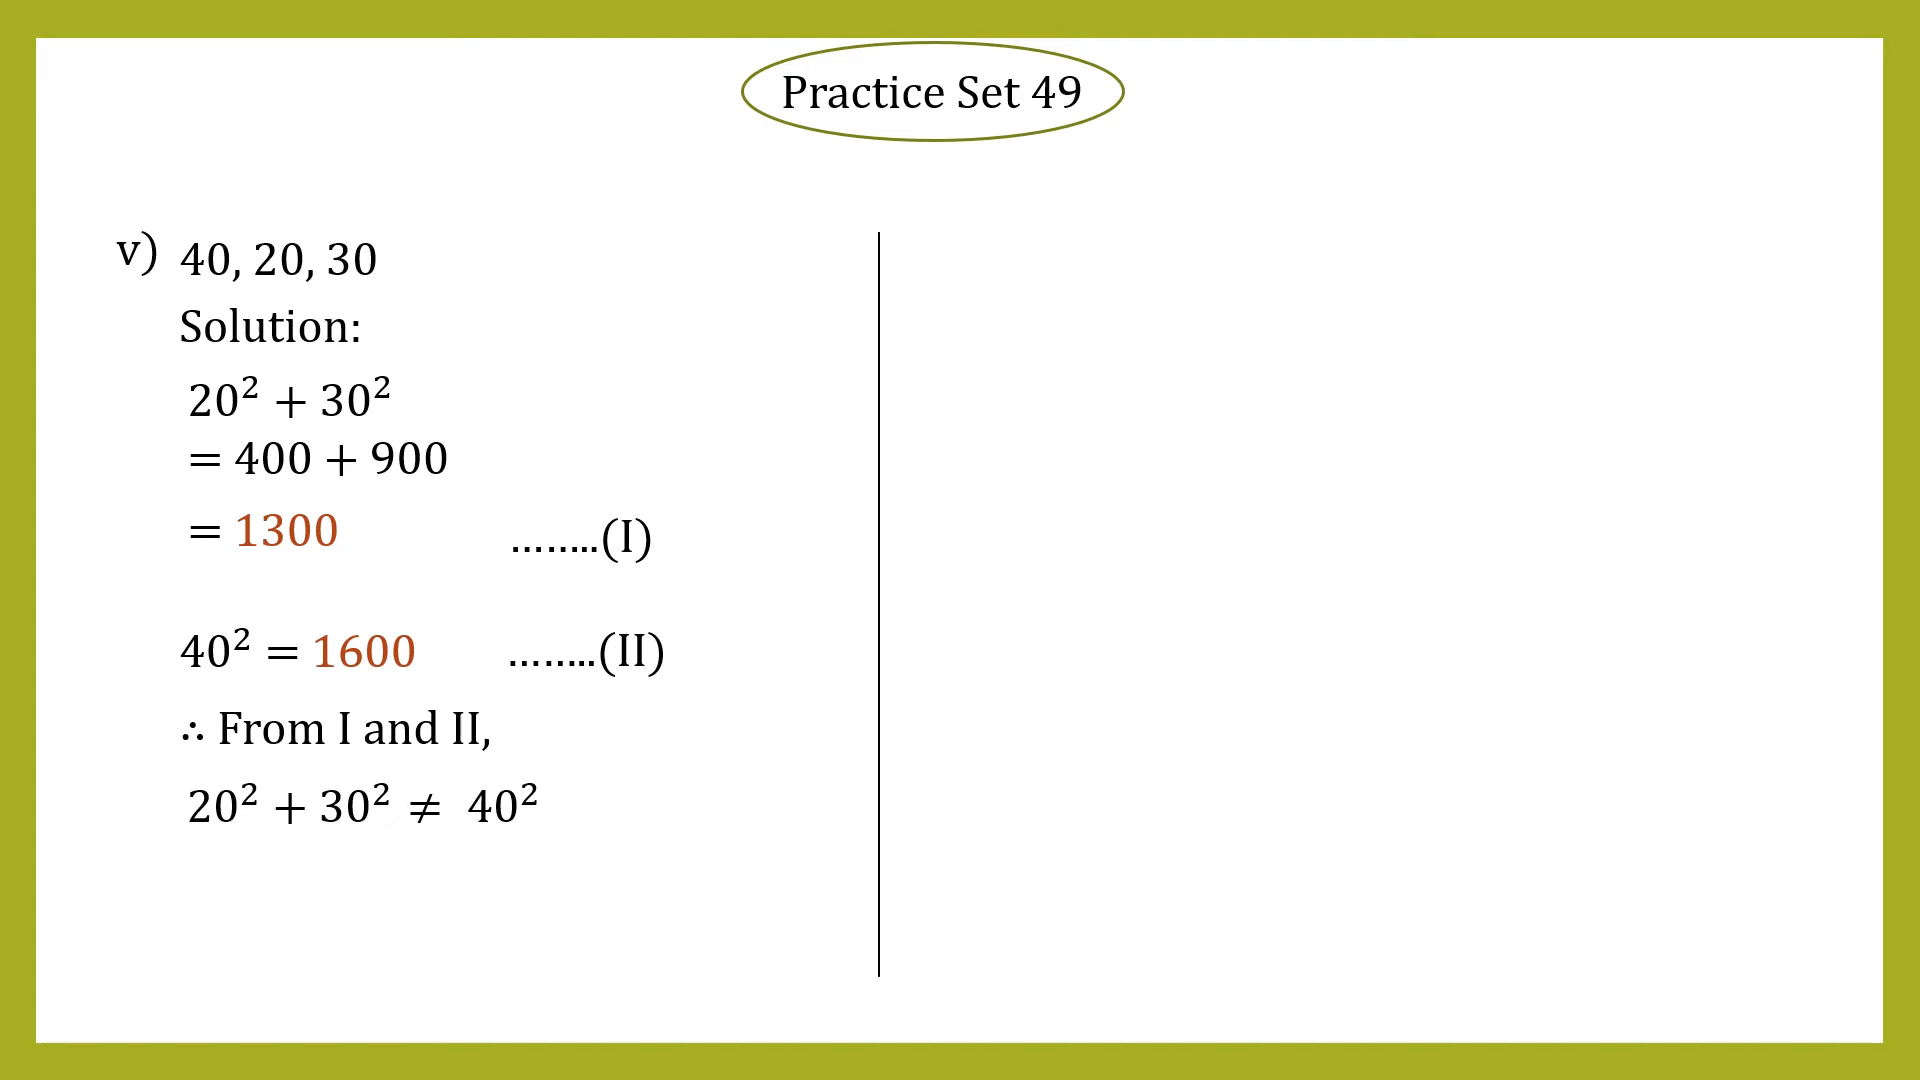 Practice Set 49
v) 40, 20, 30
Solution:
20² + 30²
= 400 + 900
= 1300 ........(I)
40² = 1600 ........(II)
∴ From I and II,
20² + 30² ≠ 40²